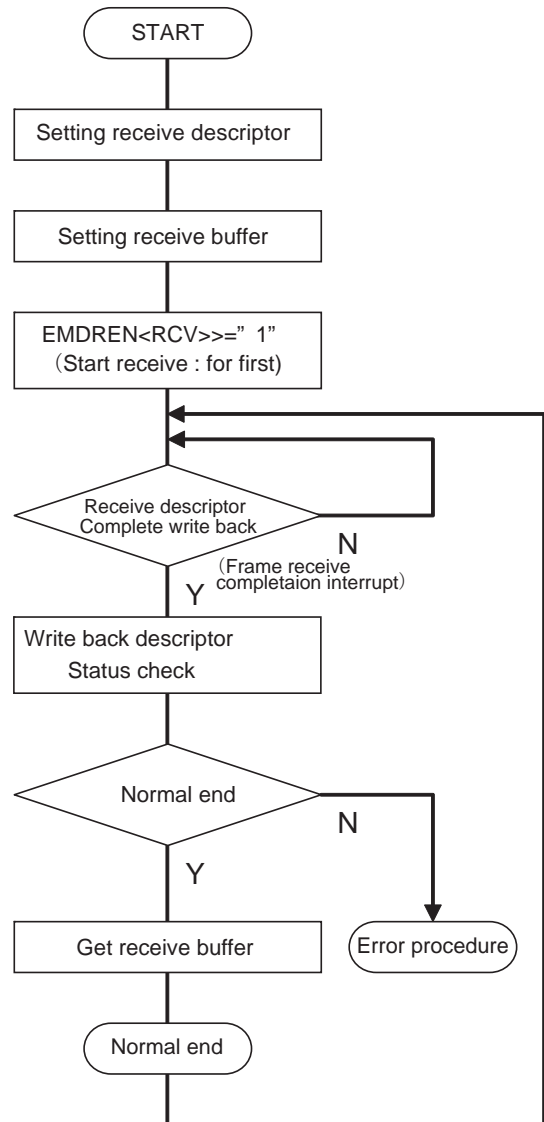 START
Setting receive descriptor
Setting receive buffer
EMDREN<RCV>>=” 1”
（Start receive : for first)
Receive descriptor
Complete write back
N
（Frame receive
completaion interrupt）
Y
Write back descriptor
Status check
Normal end
N
Y
Get receive buffer
Error procedure
Normal end